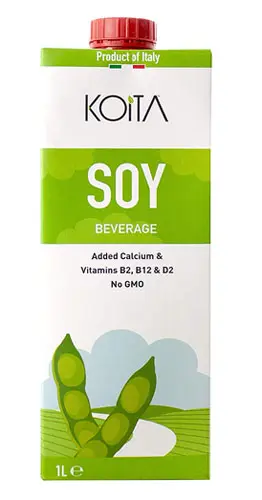 Product of Italy
KOITA
SOY
BEVERAGE
Added Calcium &
Vitamins B2, B12 & D2
No GMO
1L ℮